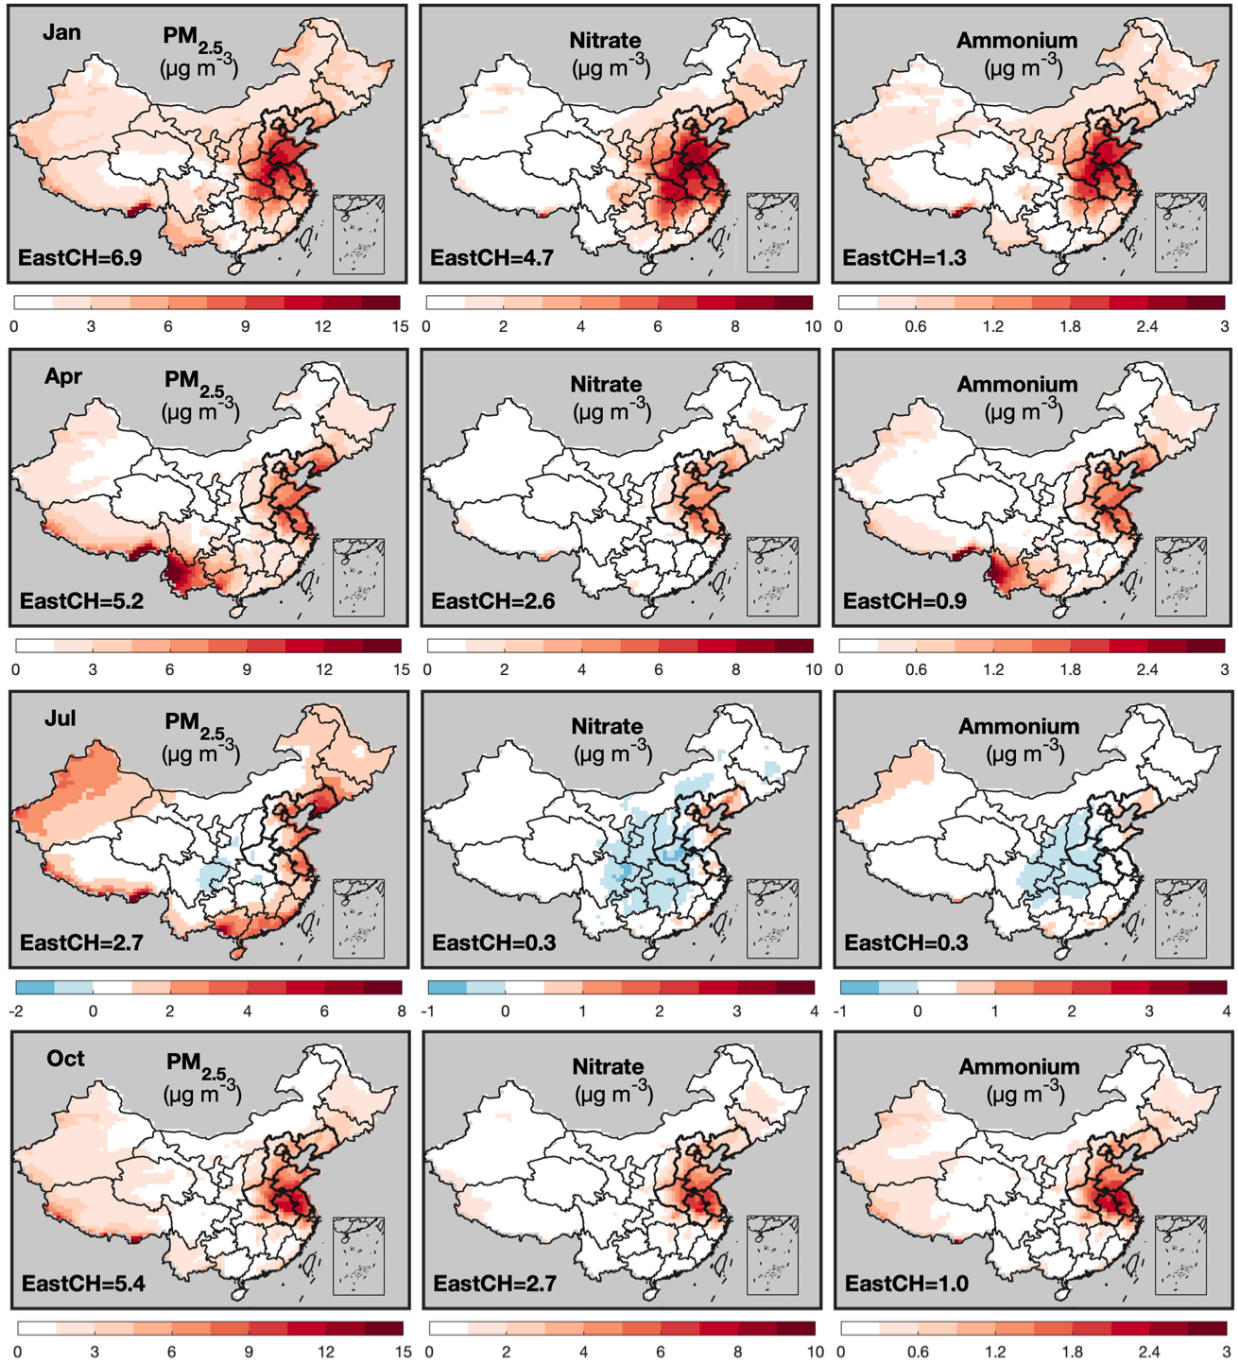 Jan
PM2.5
(µg m-3)
EastCH=6.9
0 3 6 9 12 15
Nitrate
(µg m-3)
EastCH=4.7
0 2 4 6 8 10
Ammonium
(µg m-3)
EastCH=1.3
0 0.6 1.2 1.8 2.4 3
Apr
PM2.5
(µg m-3)
EastCH=5.2
0 3 6 9 12 15
Nitrate
(µg m-3)
EastCH=2.6
0 2 4 6 8 10
Ammonium
(µg m-3)
EastCH=0.9
0 0.6 1.2 1.8 2.4 3
Jul
PM2.5
(µg m-3)
EastCH=2.7
-2 0 2 4 6 8
Nitrate
(µg m-3)
EastCH=0.3
-1 0 1 2 3 4
Ammonium
(µg m-3)
EastCH=0.3
-1 0 1 2 3 4
Oct
PM2.5
(µg m-3)
EastCH=5.4
0 3 6 9 12 15
Nitrate
(µg m-3)
EastCH=2.7
0 2 4 6 8 10
Ammonium
(µg m-3)
EastCH=1.0
0 0.6 1.2 1.8 2.4 3